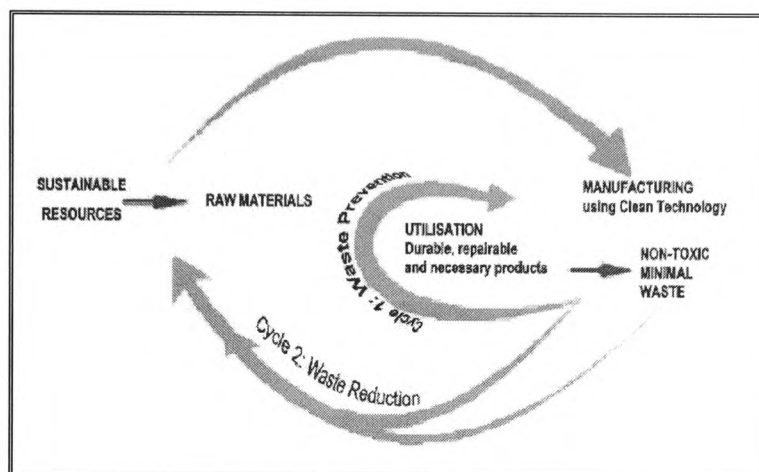 SUSTAINABLE
RESOURCES
RAW MATERIALS
Cycle 1: Waste Prevention
UTILISATION
Durable, repairable
and necessary products
MANUFACTURING
using Clean Technology
NON-TOXIC
MINIMAL
WASTE
Cycle 2: Waste Reduction